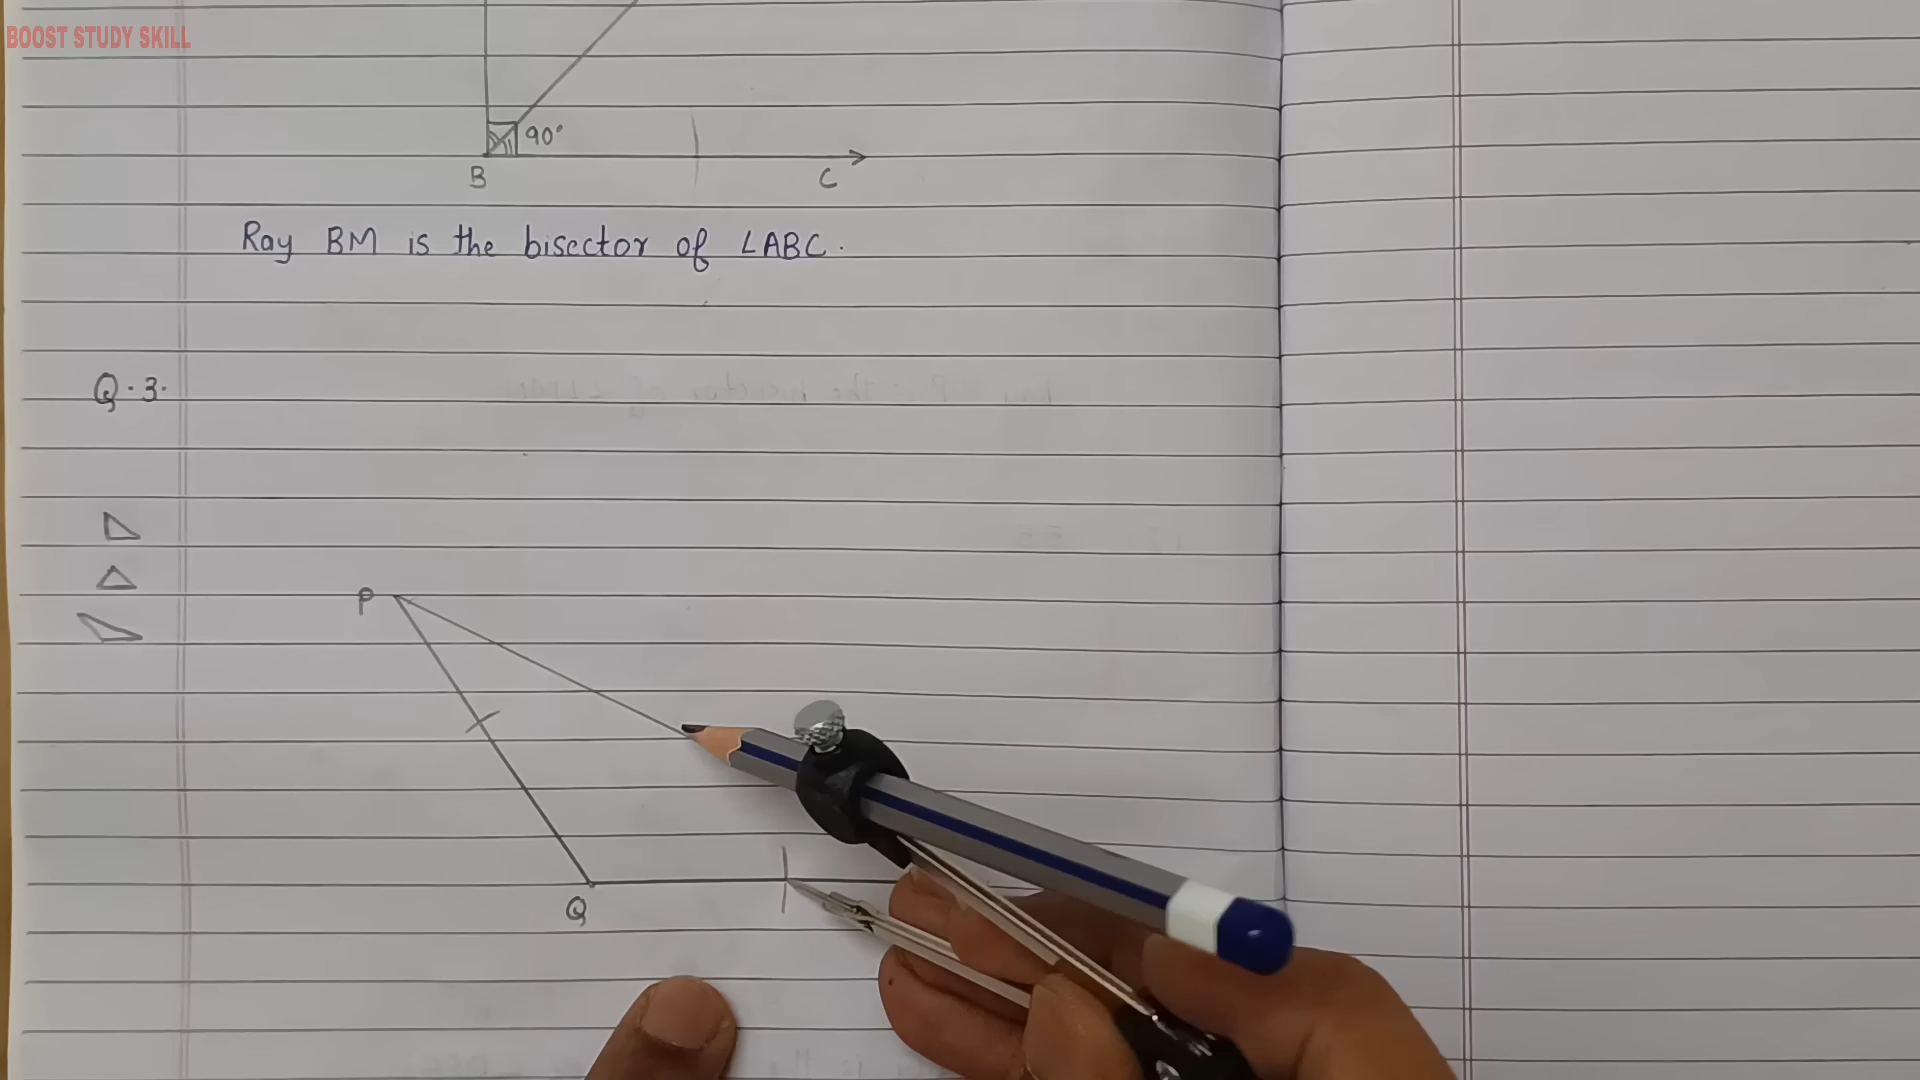 BOOST STUDY SKILL
90°
B C
Ray BM is the bisector of ∠ABC.
Q.3.
P
Q